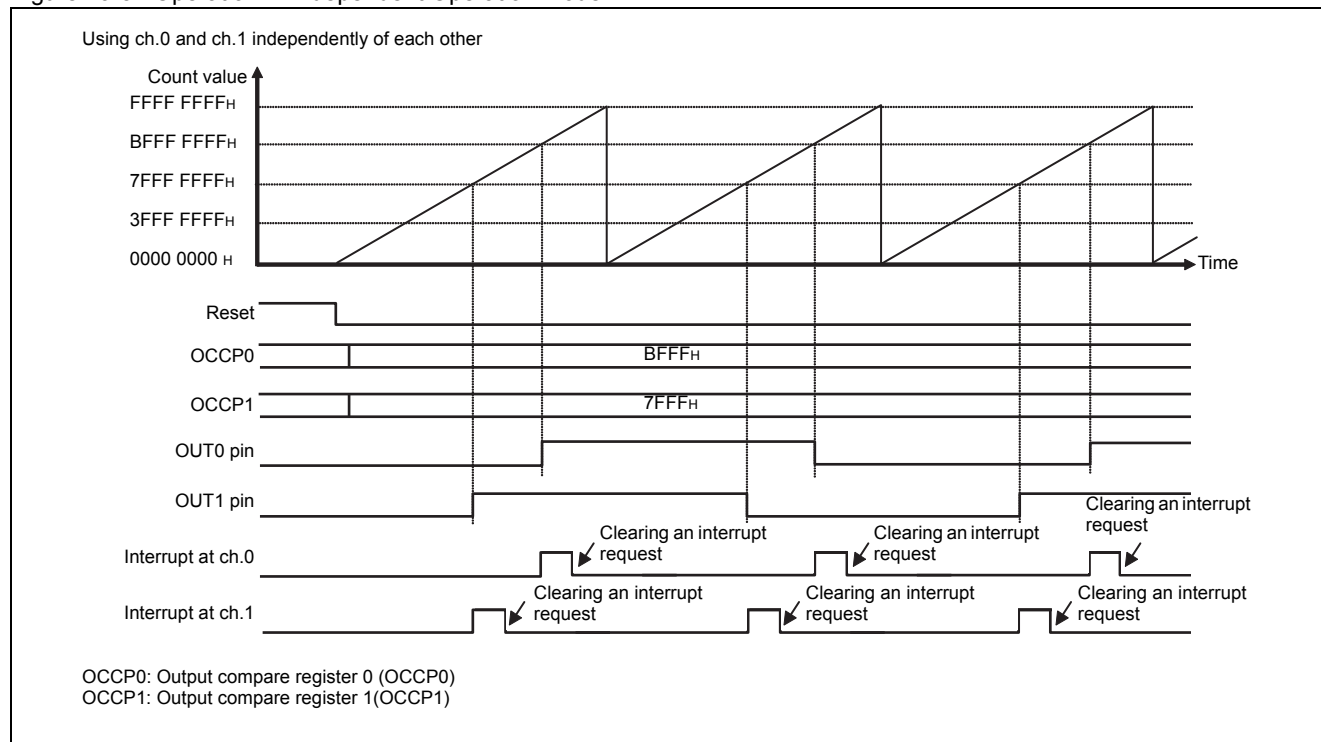 Using ch.0 and ch.1 independently of each other
Count value
FFFF FFFFH
BFFF FFFFH
7FFF FFFFH
3FFF FFFFH
0000 0000 H
Time
Reset
OCCP0
BFFFH
OCCP1
7FFFH
OUT0 pin
OUT1 pin
Clearing an interrupt
request
Interrupt at ch.0
Clearing an interrupt
request
Clearing an interrupt
request
Interrupt at ch.1
Clearing an interrupt
request
Clearing an interrupt
request
Clearing an interrupt
request
OCCP0: Output compare register 0 (OCCP0)
OCCP1: Output compare register 1(OCCP1)